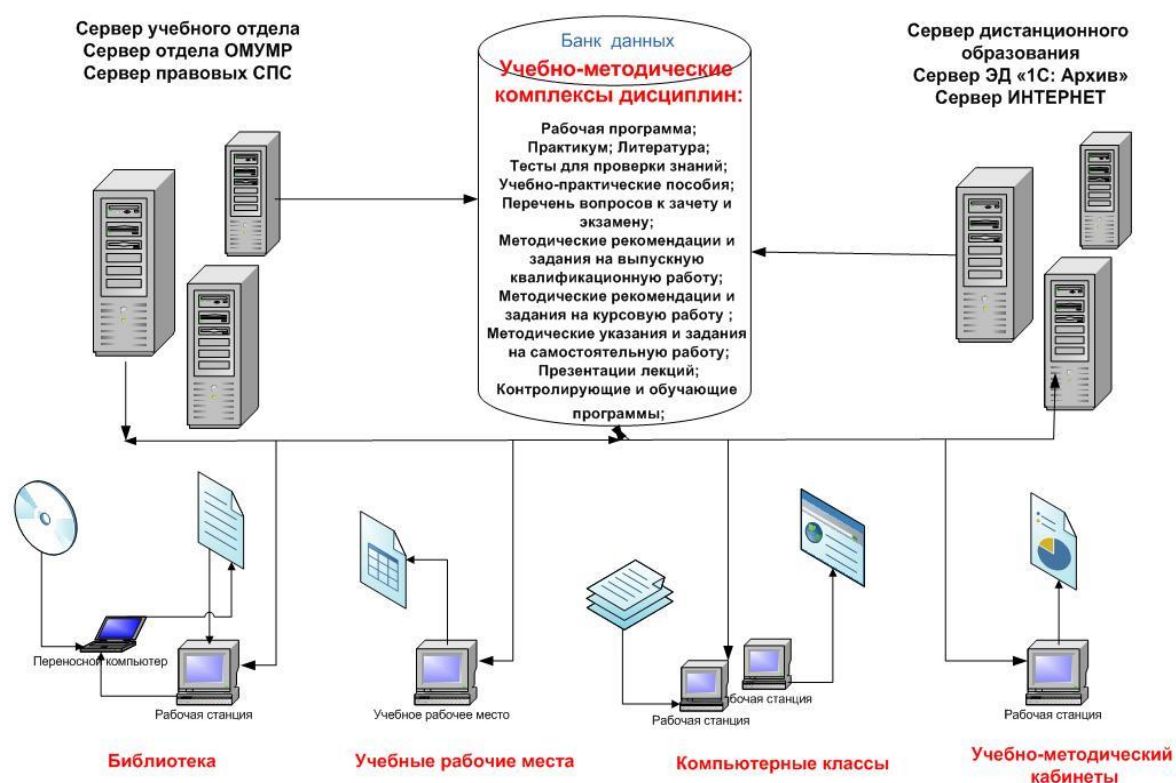 Сервер учебного отдела
Сервер отдела ОМУМР
Сервер правовых СПС
Банк данных
Учебно-методические
комплексы дисциплин:
Рабочая программа;
Практикум; Литература;
Тесты для проверки знаний;
Учебно-практические пособия;
Перечень вопросов к зачету и
экзамену;
Методические рекомендации и
задания на выпускную
квалификационную работу;
Методические рекомендации и
задания на курсовую работу ;
Методические указания и задания
на самостоятельную работу;
Презентации лекций;
Контролирующие и обучающие
программы;
Сервер дистанционного
образования
Сервер ЭД «1С: Архив»
Сервер ИНТЕРНЕТ
Переносной компьютер
Рабочая станция
Учебное рабочее место
Рабочая станция
бочая станция
Рабочая станция
Библиотека
Учебные рабочие места
Компьютерные классы
Учебно-методический
кабинеты